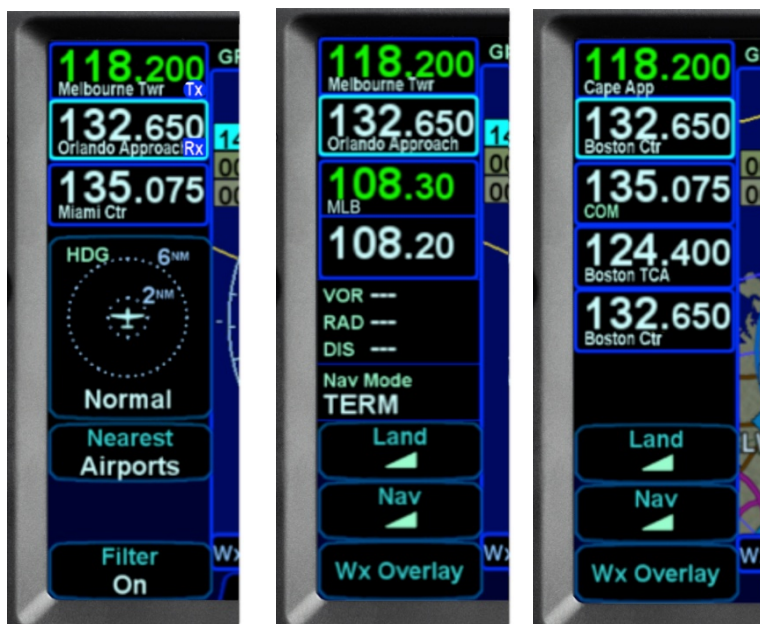 118.200
Melbourne Twr Tx
132.650
Orlando Approac Rx
135.075
Miami Ctr
HDG 6NM
2NM
Normal
Nearest
Airports
Filter
On
118.200
Melbourne Twr
132.650
Orlando Approach
108.30
MLB
108.20
VOR ---
RAD ---
DIS ---
Nav Mode
TERM
Land
Nav
Wx Overlay
118.200
Cape App
132.650
Boston Ctr
135.075
COM
124.400
Boston TCA
132.650
Boston Ctr
Land
Nav
Wx Overlay